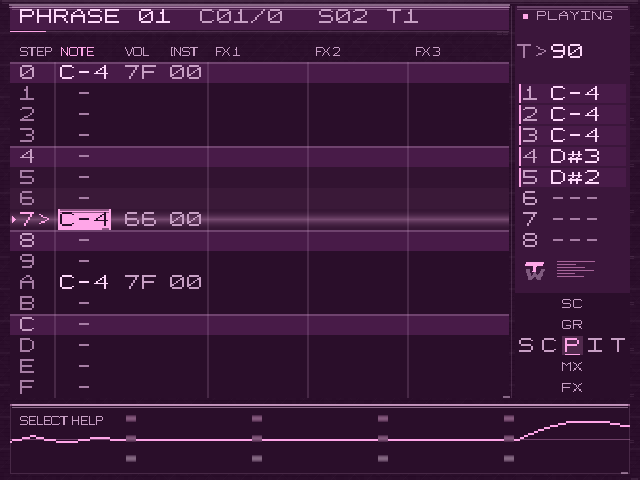 PHRASE 01 C01/0 S02 T1
PLAYING
T>90
STEP NOTE VOL INST FX1 FX2 FX3
0 C-4 7F 00
1 -
2 -
3 -
4 -
5 -
6 -
7> C-4 66 00
8 -
9 -
A C-4 7F 00
B -
C -
D -
E -
F -
1 C-4
2 C-4
3 C-4
4 D#3
5 D#2
6 ---
7 ---
8 ---
TW
SC
GR
SCPIT
MX
FX
SELECT HELP